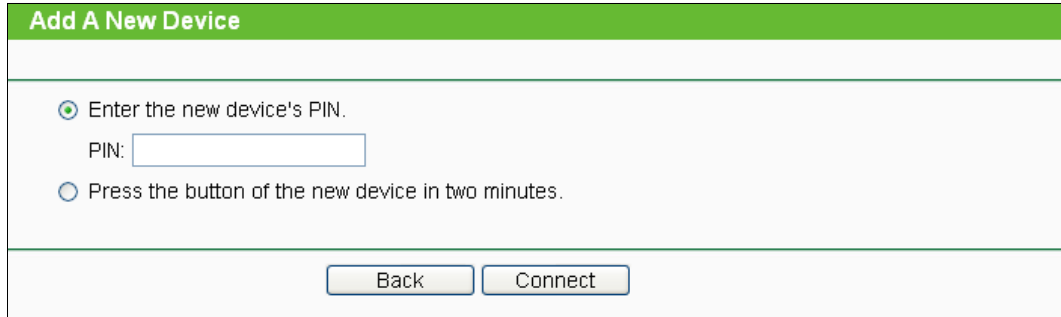 Add A New Device
Enter the new device's PIN.
PIN:
Press the button of the new device in two minutes.
Back Connect